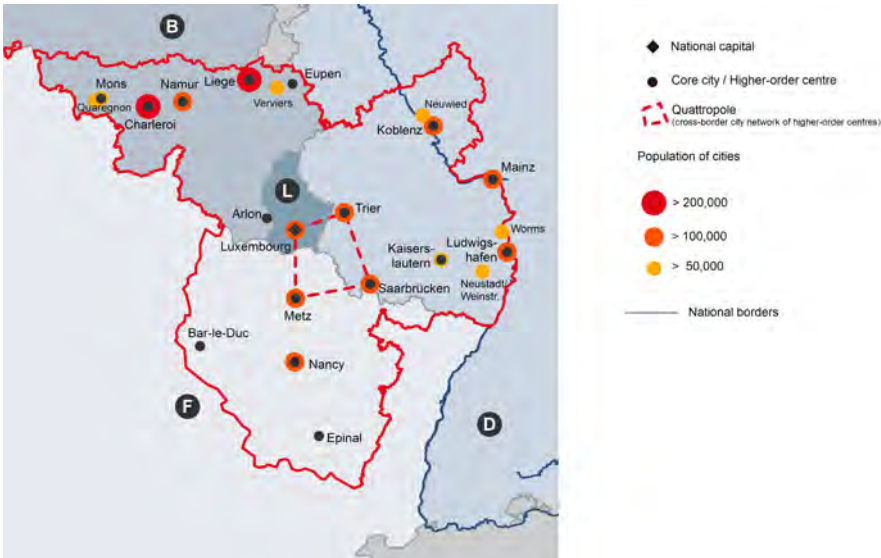 B
Mons
Quaregnon
Namur
Charleroi
Liege
Verviers
Eupen
Neuwied
Koblenz
Mainz
L
Arlon
Trier
Luxembourg
Kaisers-
lautern
Ludwigs-
hafen
Worms
Saarbrücken
Neustadt/
Weinstr.
Metz
Bar-le-Duc
Nancy
F
Epinal
D
National capital
Core city / Higher-order centre
Quattropole
(cross-border city network of higher-order centres)
Population of cities
> 200,000
> 100,000
> 50,000
National borders